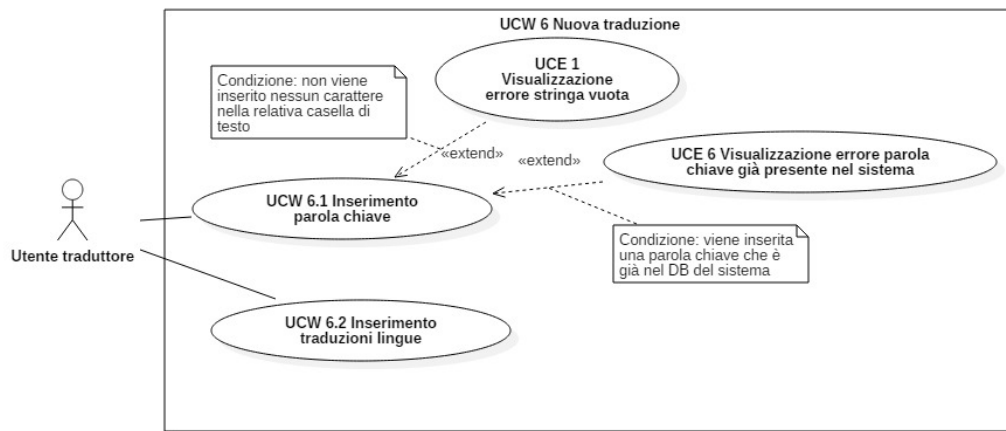 UCW 6 Nuova traduzione
UCE 1
Visualizzazione
errore stringa vuota
Condizione: non viene
inserito nessun carattere
nella relativa casella di
testo
«extend»
«extend»
UCE 6 Visualizzazione errore parola
chiave già presente nel sistema
UCW 6.1 Inserimento
parola chiave
Utente traduttore
Condizione: viene inserita
una parola chiave che è
già nel DB del sistema
UCW 6.2 Inserimento
traduzioni lingue